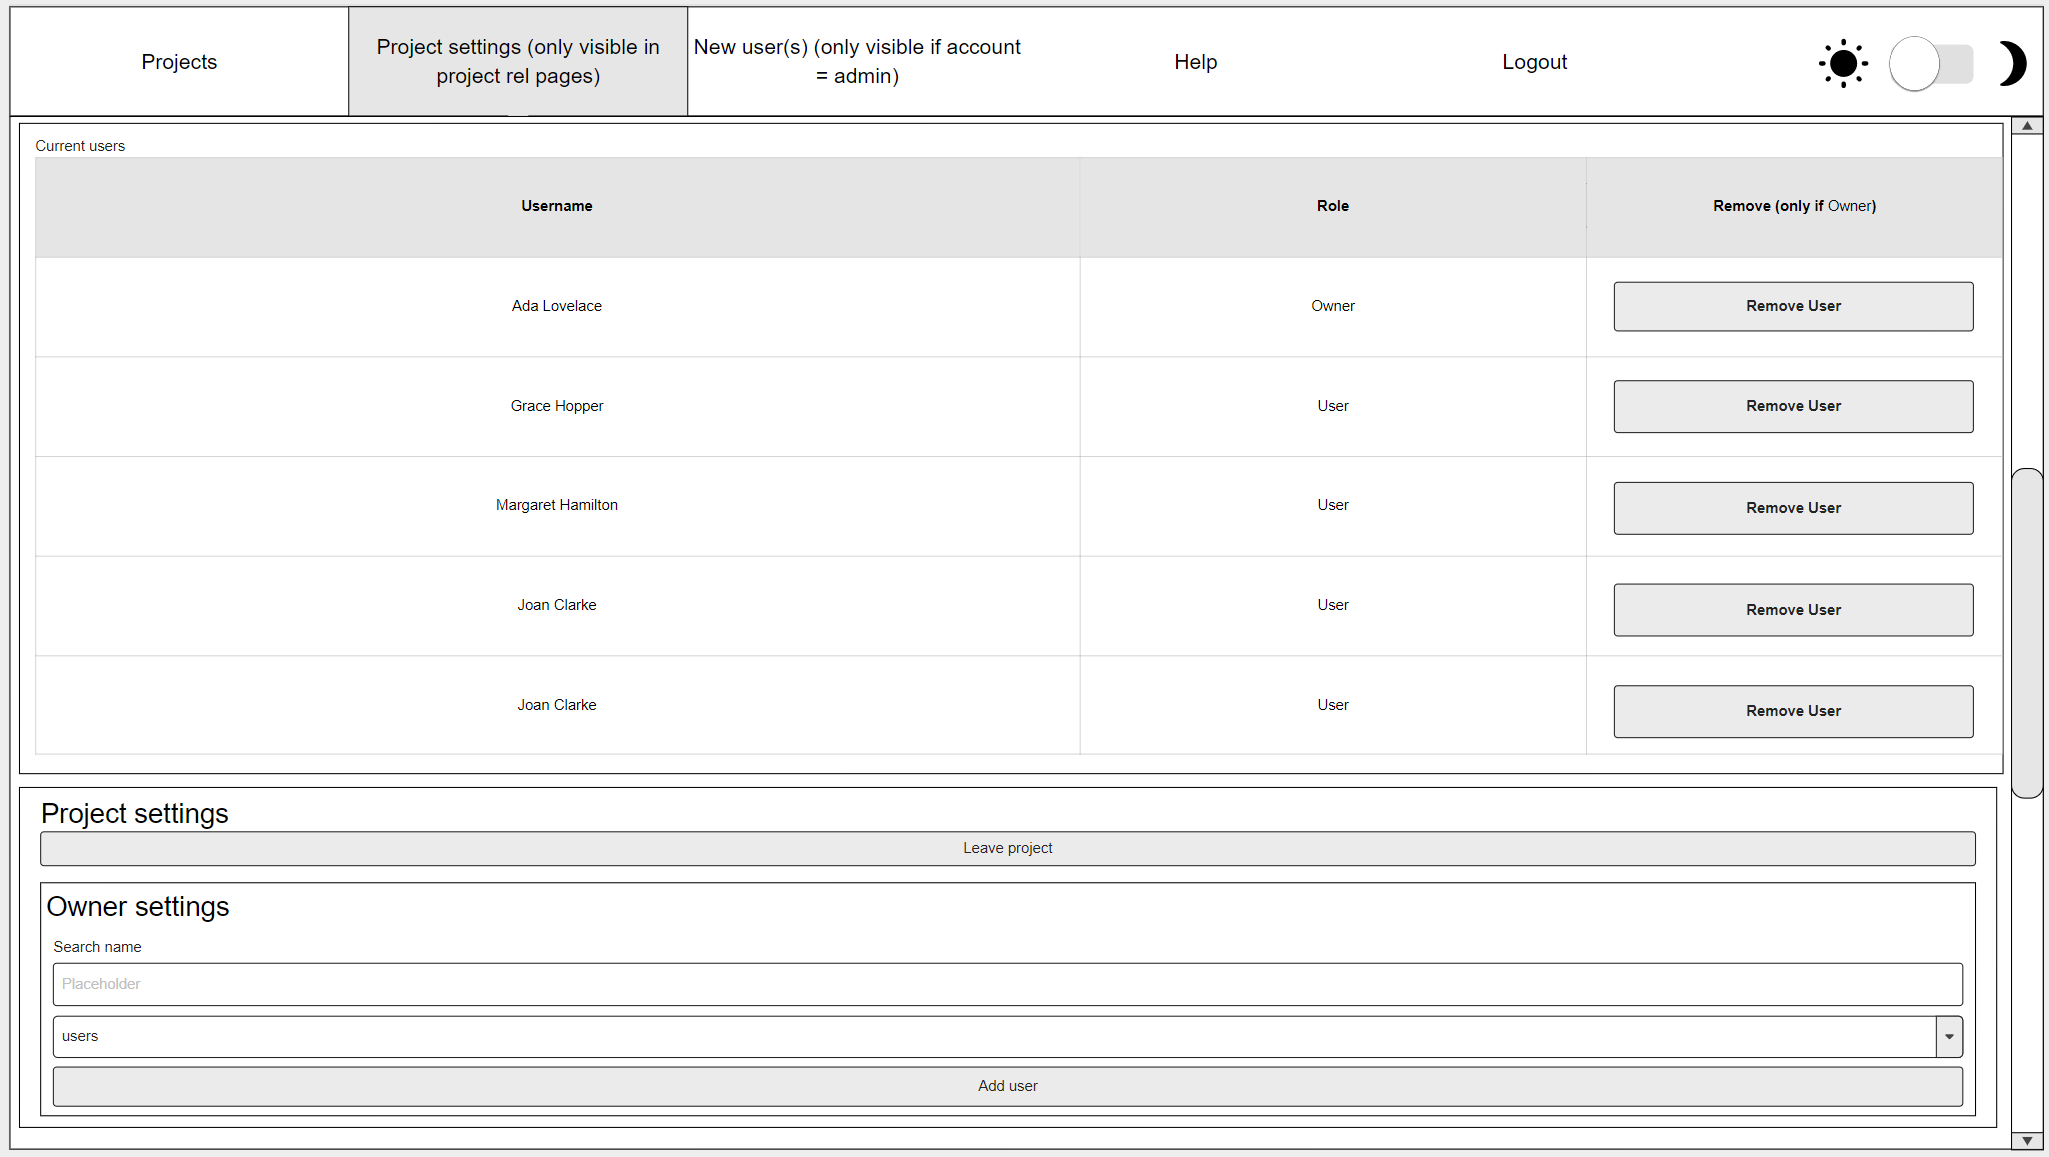 Projects
Project settings (only visible in
project rel pages)
New user(s) (only visible if account
= admin)
Help
Logout
Current users
Username
Role
Remove (only if Owner)
Ada Lovelace
Owner
Remove User
Grace Hopper
User
Remove User
Margaret Hamilton
User
Remove User
Joan Clarke
User
Remove User
Joan Clarke
User
Remove User
Project settings
Leave project
Owner settings
Search name
Placeholder
users
Add user